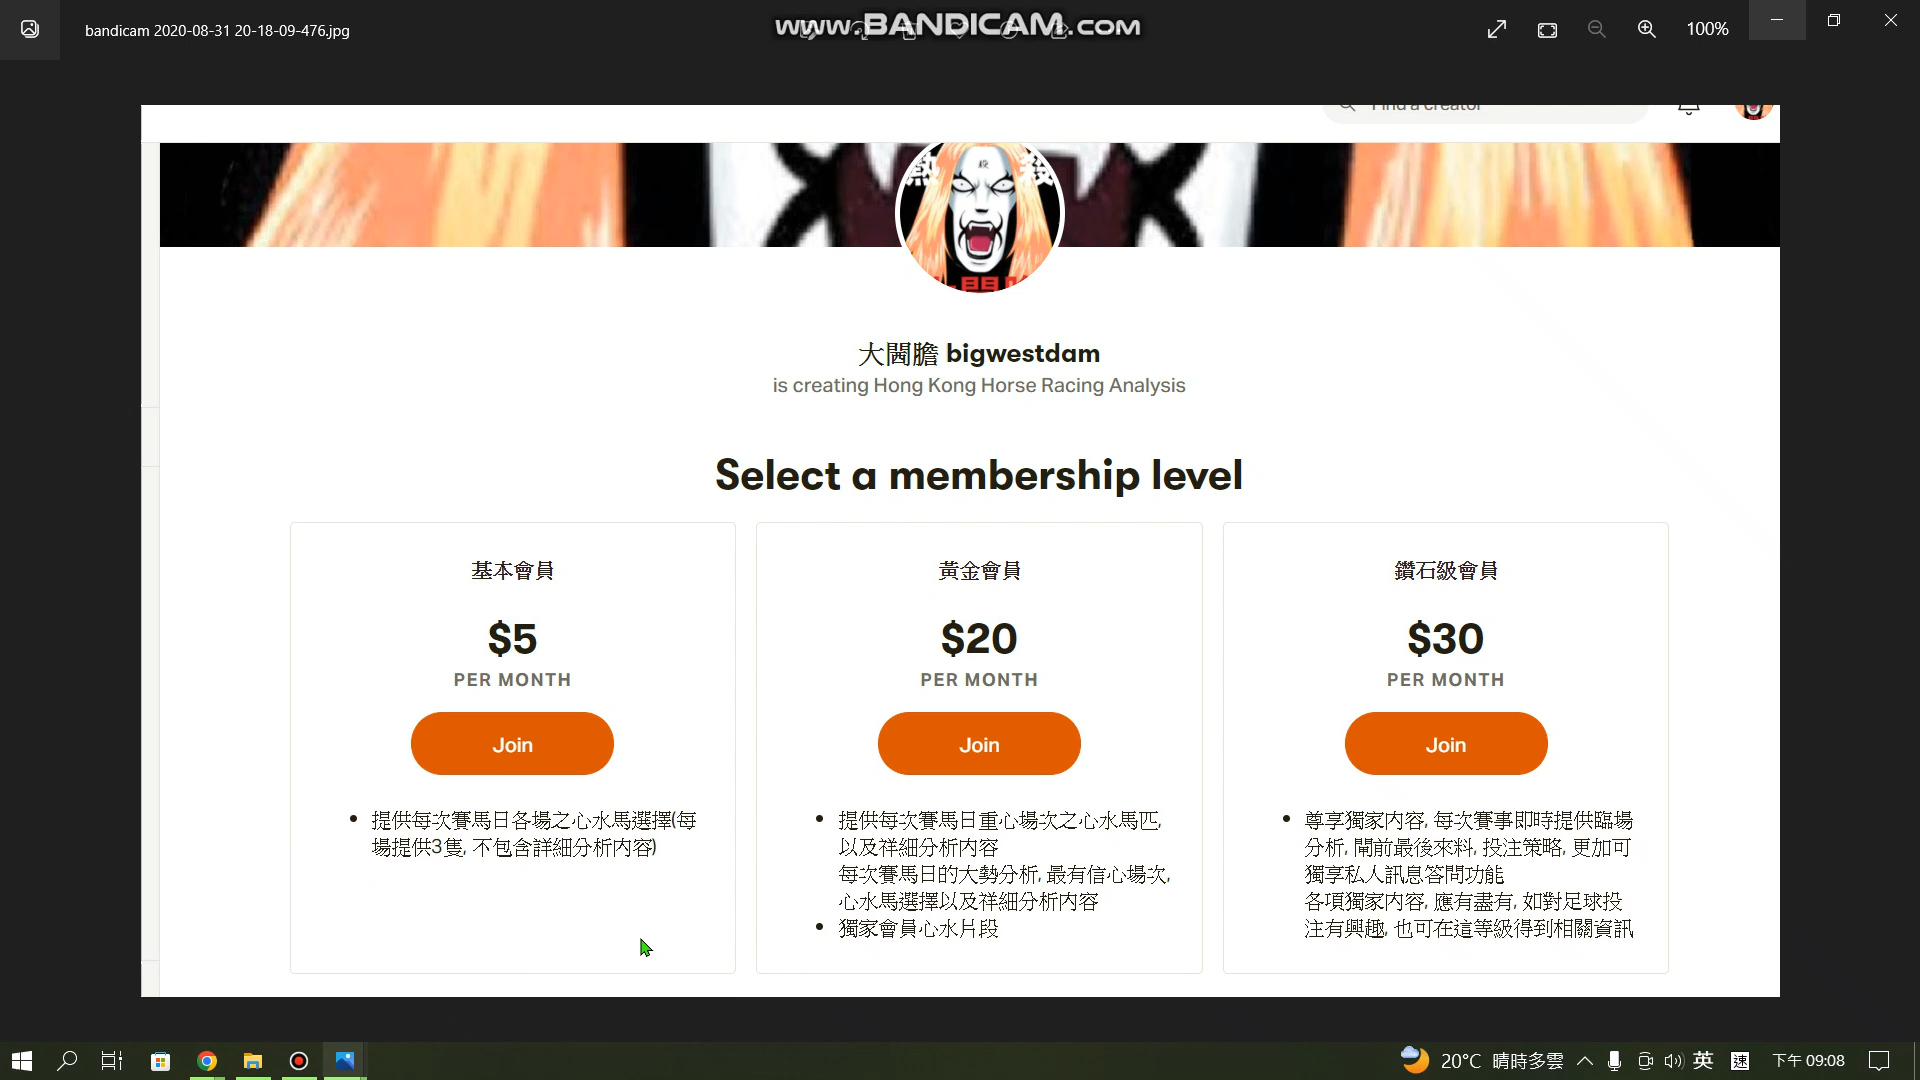 bandicam 2020-08-31 20-18-09-476.jpg
www.BANDICAM.com
100%
Find a creator
熱 殺
殺
大閪膽 bigwestdam
is creating Hong Kong Horse Racing Analysis
Select a membership level
基本會員
$5
PER MONTH
Join
• 提供每次賽馬日各場之心水馬選擇(每
場提供3隻, 不包含詳細分析內容)
黃金會員
$20
PER MONTH
Join
• 提供每次賽馬日重心場次之心水馬匹,
以及祥細分析內容
每次賽馬日的大勢分析, 最有信心場次,
心水馬選擇以及祥細分析內容
• 獨家會員心水片段
鑽石級會員
$30
PER MONTH
Join
• 尊享獨家內容, 每次賽事即時提供臨場
分析, 閘前最後來料, 投注策略, 更加可
獨享私人訊息答問功能
各項獨家內容, 應有盡有, 如對足球投
注有興趣, 也可在這等級得到相關資訊
20°C 晴時多雲
英
速
下午 09:08